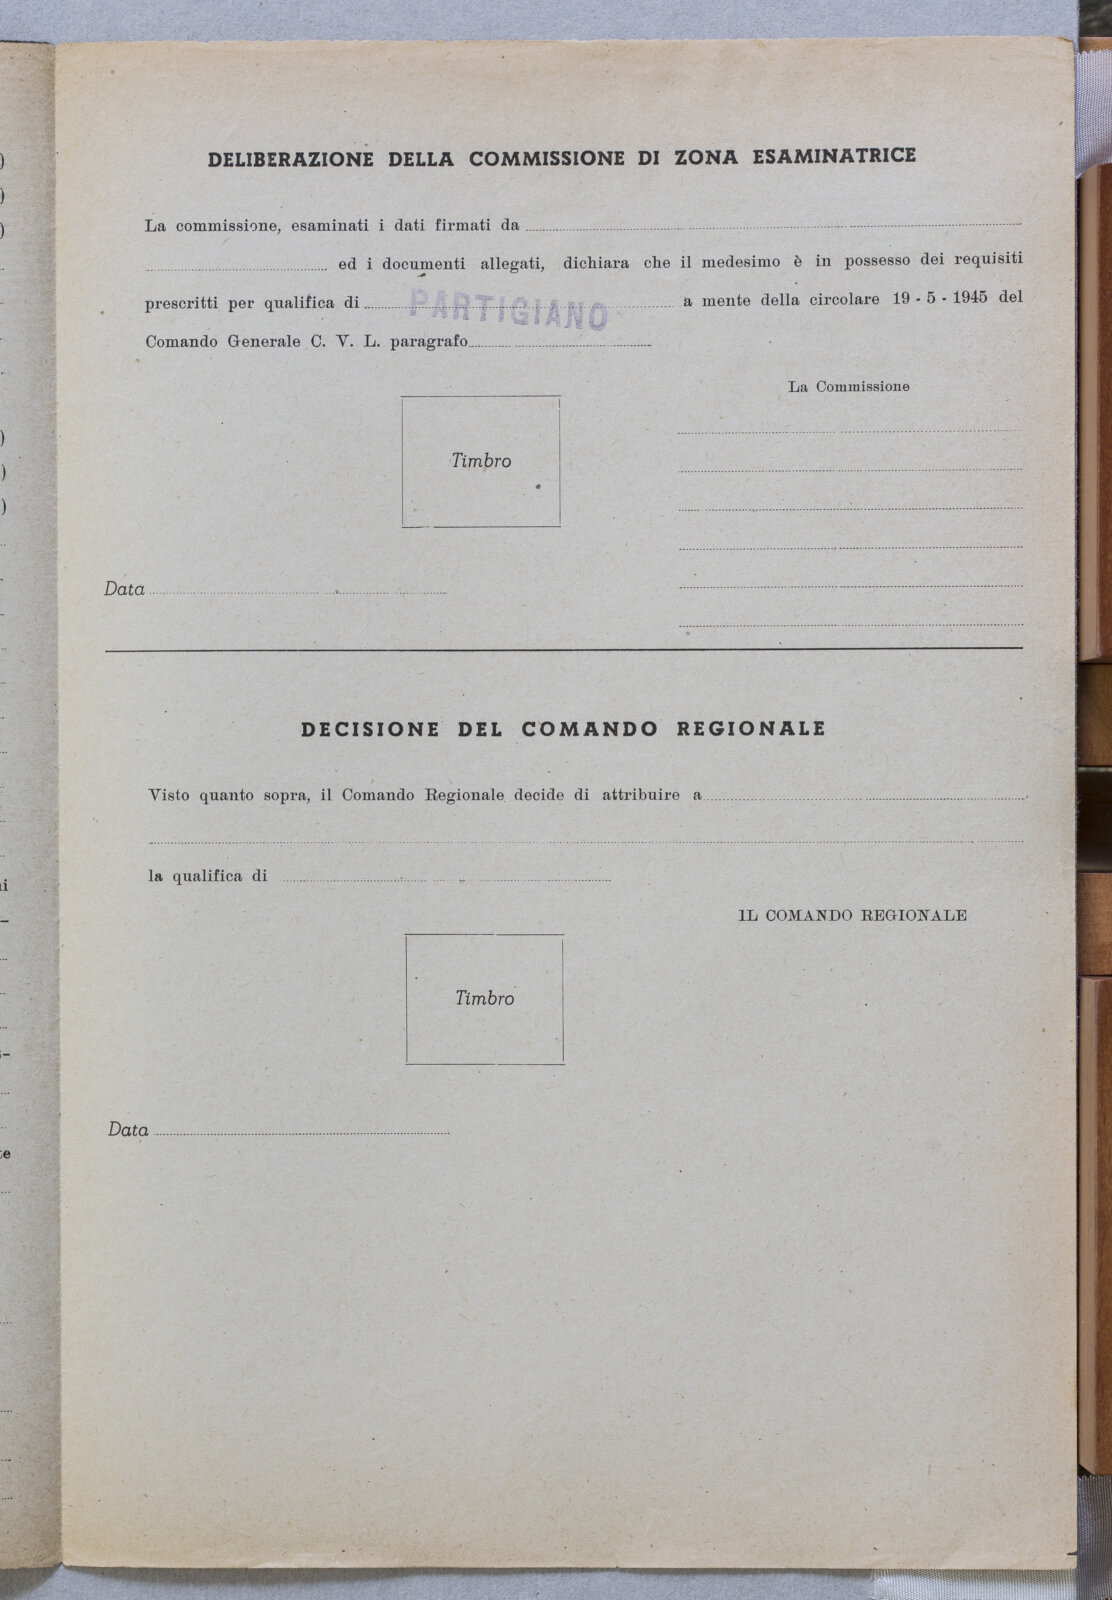 DELIBERAZIONE DELLA COMMISSIONE DI ZONA ESAMINATRICE
La commissione, esaminati i dati firmati da
ed i documenti allegati, dichiara che il medesimo è in possesso dei requisiti
prescritti per qualifica di PARTIGIANO a mente della circolare 19 - 5 - 1945 del
Comando Generale C. V. L. paragrafo
La Commissione
Timbro
Data
DECISIONE DEL COMANDO REGIONALE
Visto quanto sopra, il Comando Regionale decide di attribuire a
la qualifica di
IL COMANDO REGIONALE
Timbro
Data